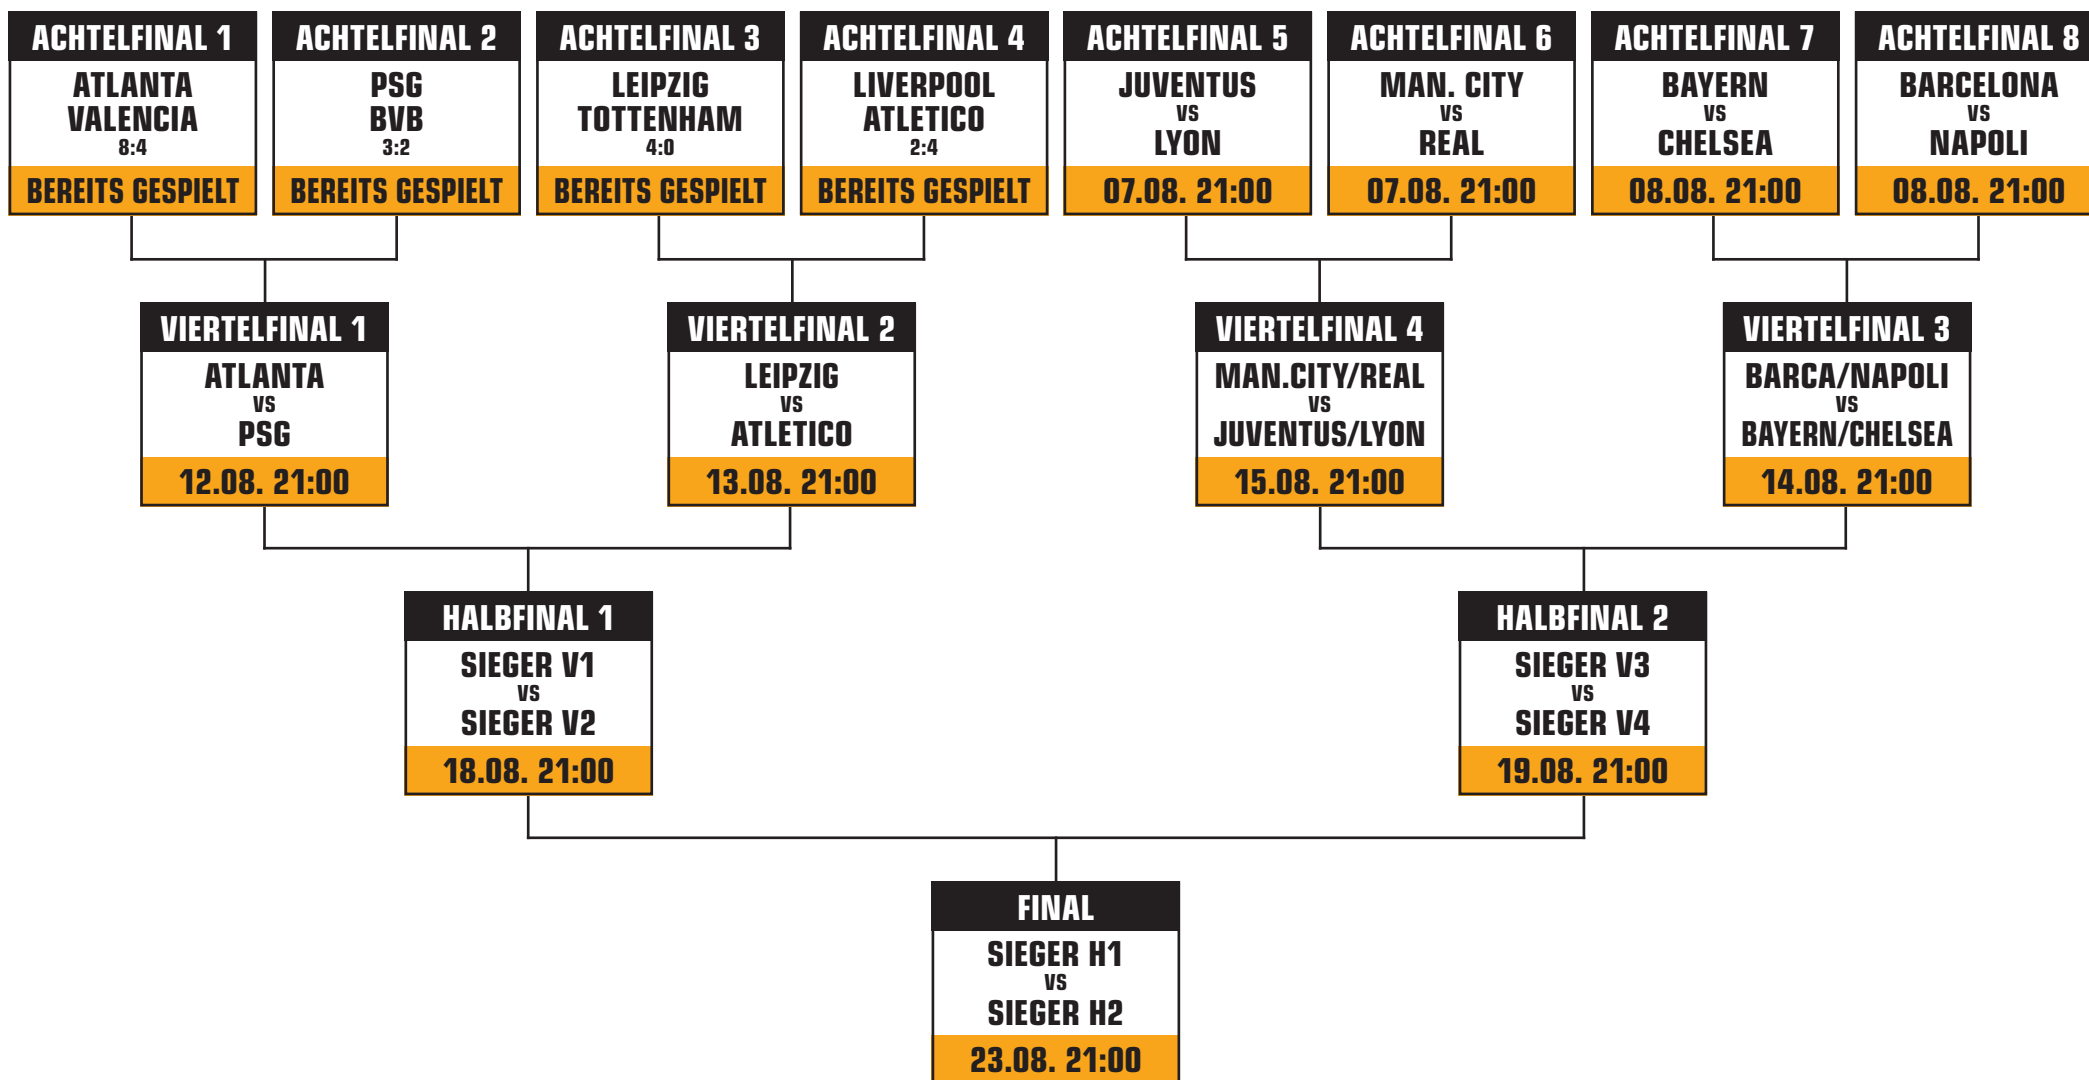 ACHTELFINAL 1
ATLANTA
VALENCIA
8:4
BEREITS GESPIELT
ACHTELFINAL 2
PSG
BVB
3:2
BEREITS GESPIELT
ACHTELFINAL 3
LEIPZIG
TOTTENHAM
4:0
BEREITS GESPIELT
ACHTELFINAL 4
LIVERPOOL
ATLETICO
2:4
BEREITS GESPIELT
ACHTELFINAL 5
JUVENTUS
VS
LYON
07.08. 21:00
ACHTELFINAL 6
MAN. CITY
VS
REAL
07.08. 21:00
ACHTELFINAL 7
BAYERN
VS
CHELSEA
08.08. 21:00
ACHTELFINAL 8
BARCELONA
VS
NAPOLI
08.08. 21:00
VIERTELFINAL 1
ATLANTA
VS
PSG
12.08. 21:00
VIERTELFINAL 2
LEIPZIG
VS
ATLETICO
13.08. 21:00
VIERTELFINAL 4
MAN.CITY/REAL
VS
JUVENTUS/LYON
15.08. 21:00
VIERTELFINAL 3
BARCA/NAPOLI
VS
BAYERN/CHELSEA
14.08. 21:00
HALBFINAL 1
SIEGER V1
VS
SIEGER V2
18.08. 21:00
HALBFINAL 2
SIEGER V3
VS
SIEGER V4
19.08. 21:00
FINAL
SIEGER H1
VS
SIEGER H2
23.08. 21:00